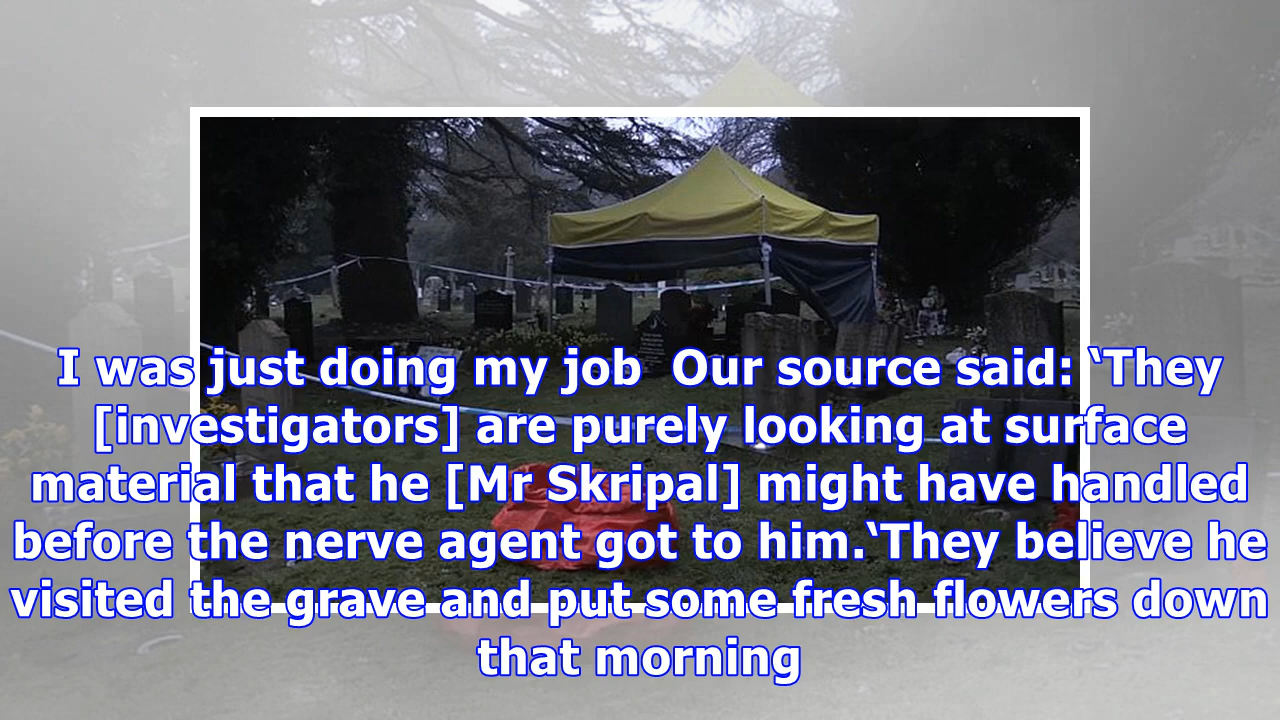 I was just doing my job  Our source said: ‘They
[investigators] are purely looking at surface
material that he [Mr Skripal] might have handled
before the nerve agent got to him.‘They believe he
visited the grave and put some fresh flowers down
that morning